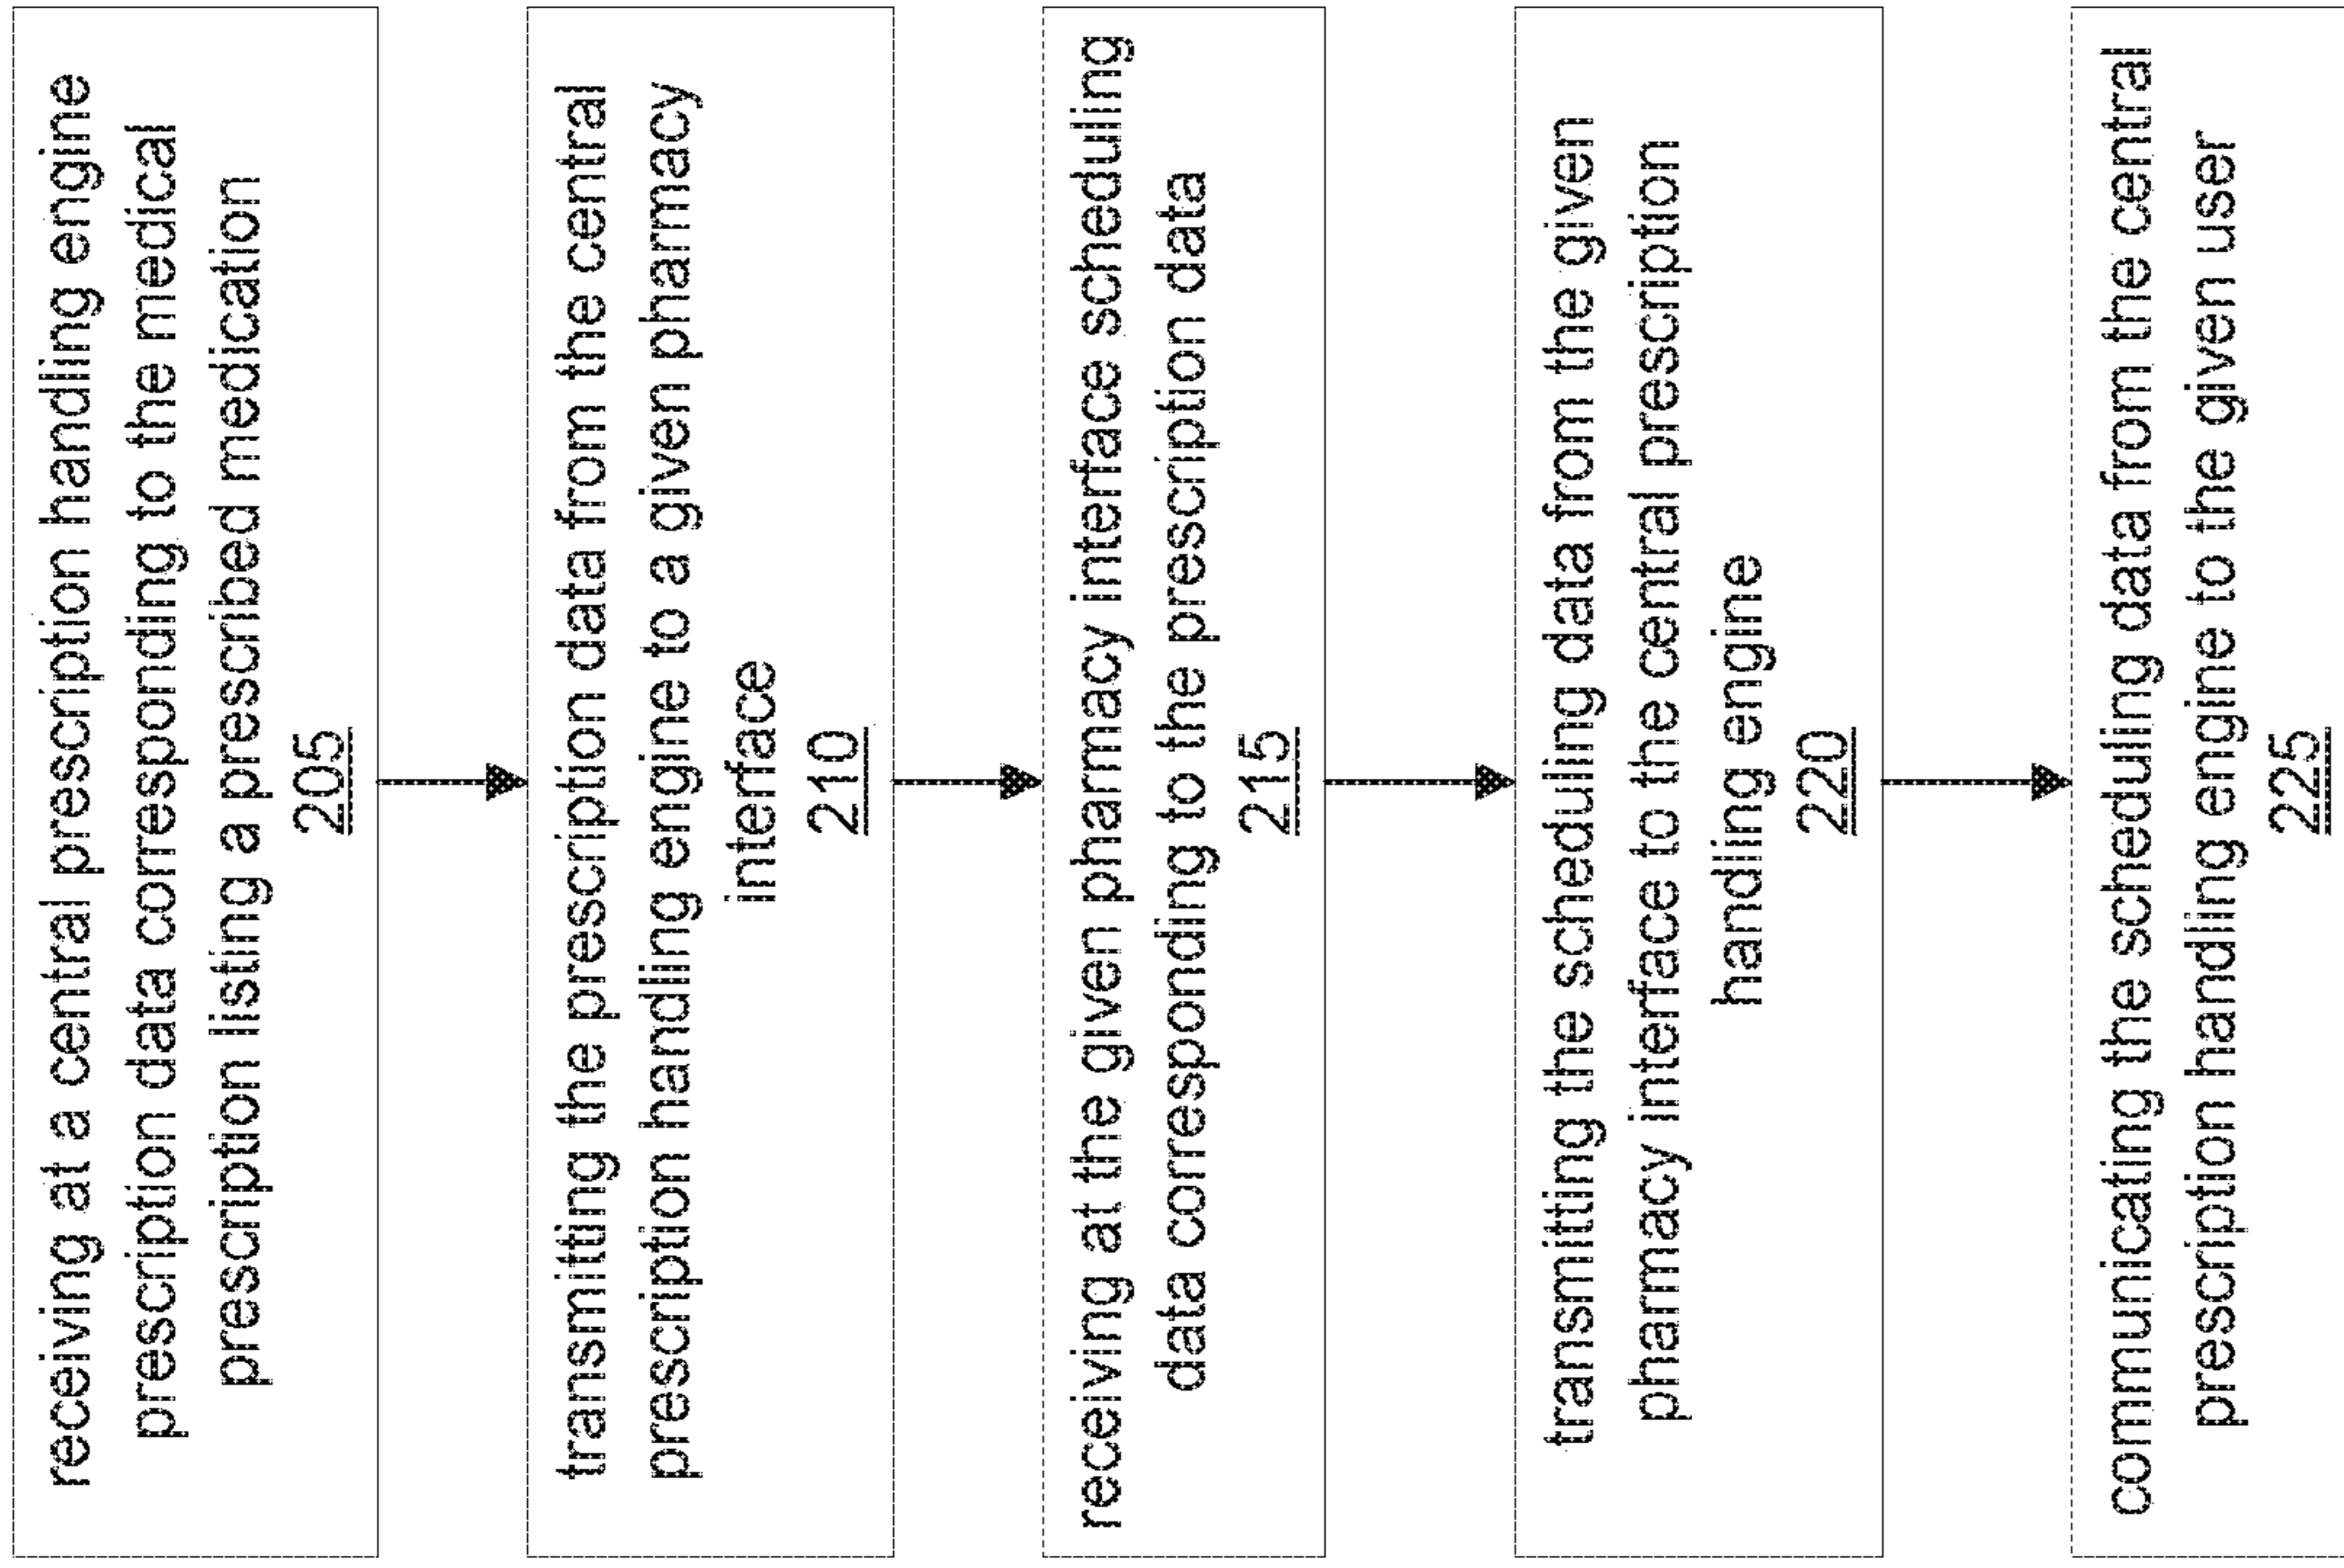 receiving at a central prescription handling engine
prescription data corresponding to the medical
prescription listing a prescribed medication
205
transmitting the prescription data from the central
prescription handling engine to a given pharmacy
interface
210
receiving at the given pharmacy interface scheduling
data corresponding to the prescription data
215
transmitting the scheduling data from the given
pharmacy interface to the central prescription
handling engine
220
communicating the scheduling data from the central
prescription handling engine to the given user
225